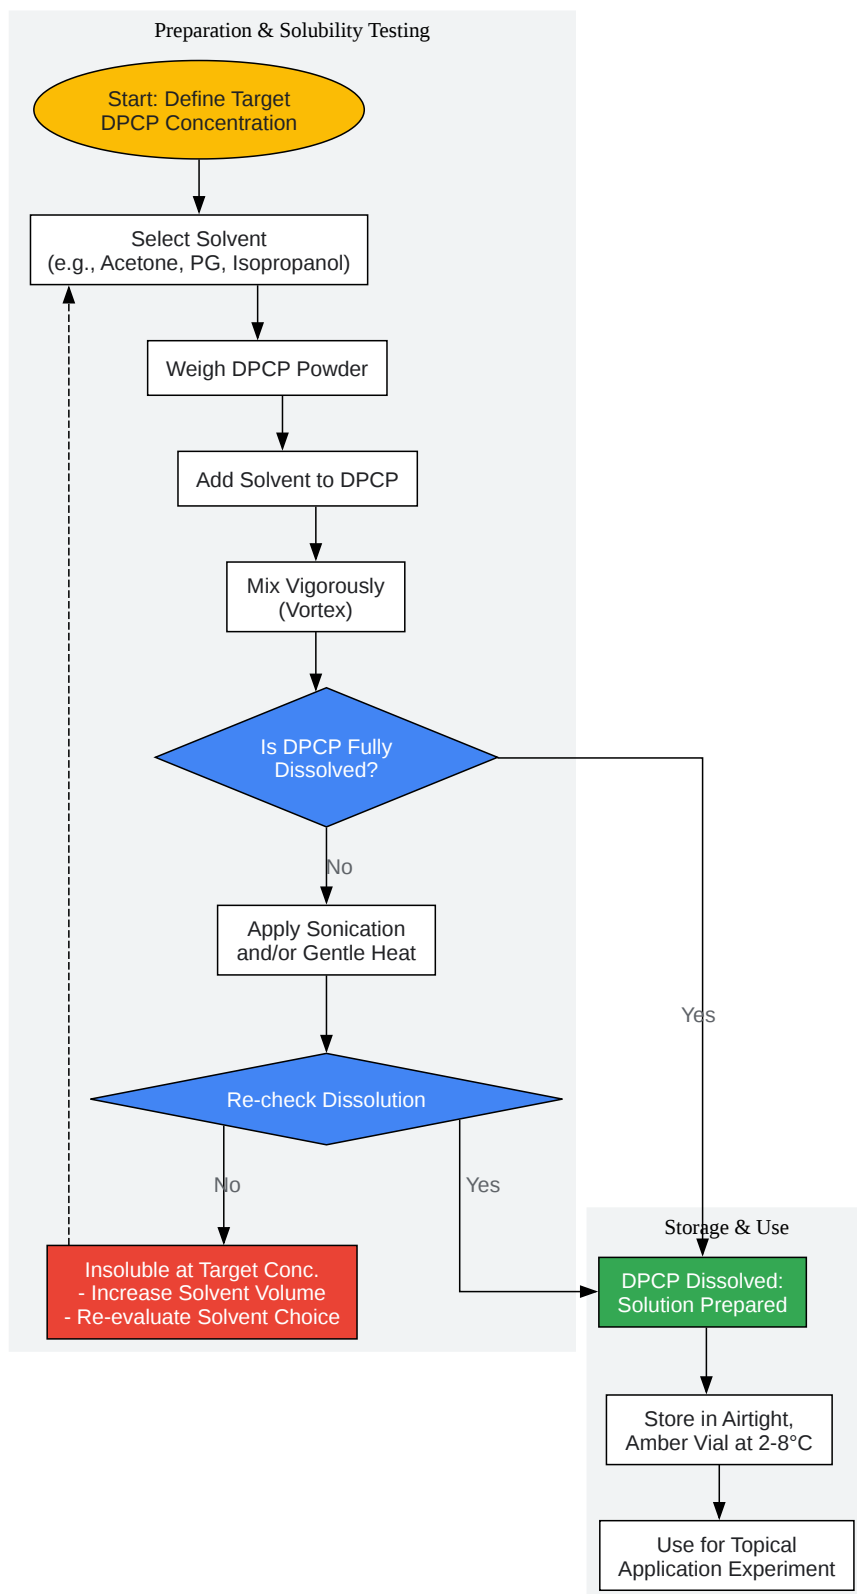 Preparation & Solubility Testing
Start: Define Target
DPCP Concentration
Select Solvent
(e.g., Acetone, PG, Isopropanol)
Weigh DPCP Powder
Add Solvent to DPCP
Mix Vigorously
(Vortex)
Is DPCP Fully
Dissolved?
No
Apply Sonication
and/or Gentle Heat
Yes
Re-check Dissolution
No
Yes
Insoluble at Target Conc.
- Increase Solvent Volume
- Re-evaluate Solvent Choice
Storage & Use
DPCP Dissolved:
Solution Prepared
Store in Airtight,
Amber Vial at 2-8°C
Use for Topical
Application Experiment